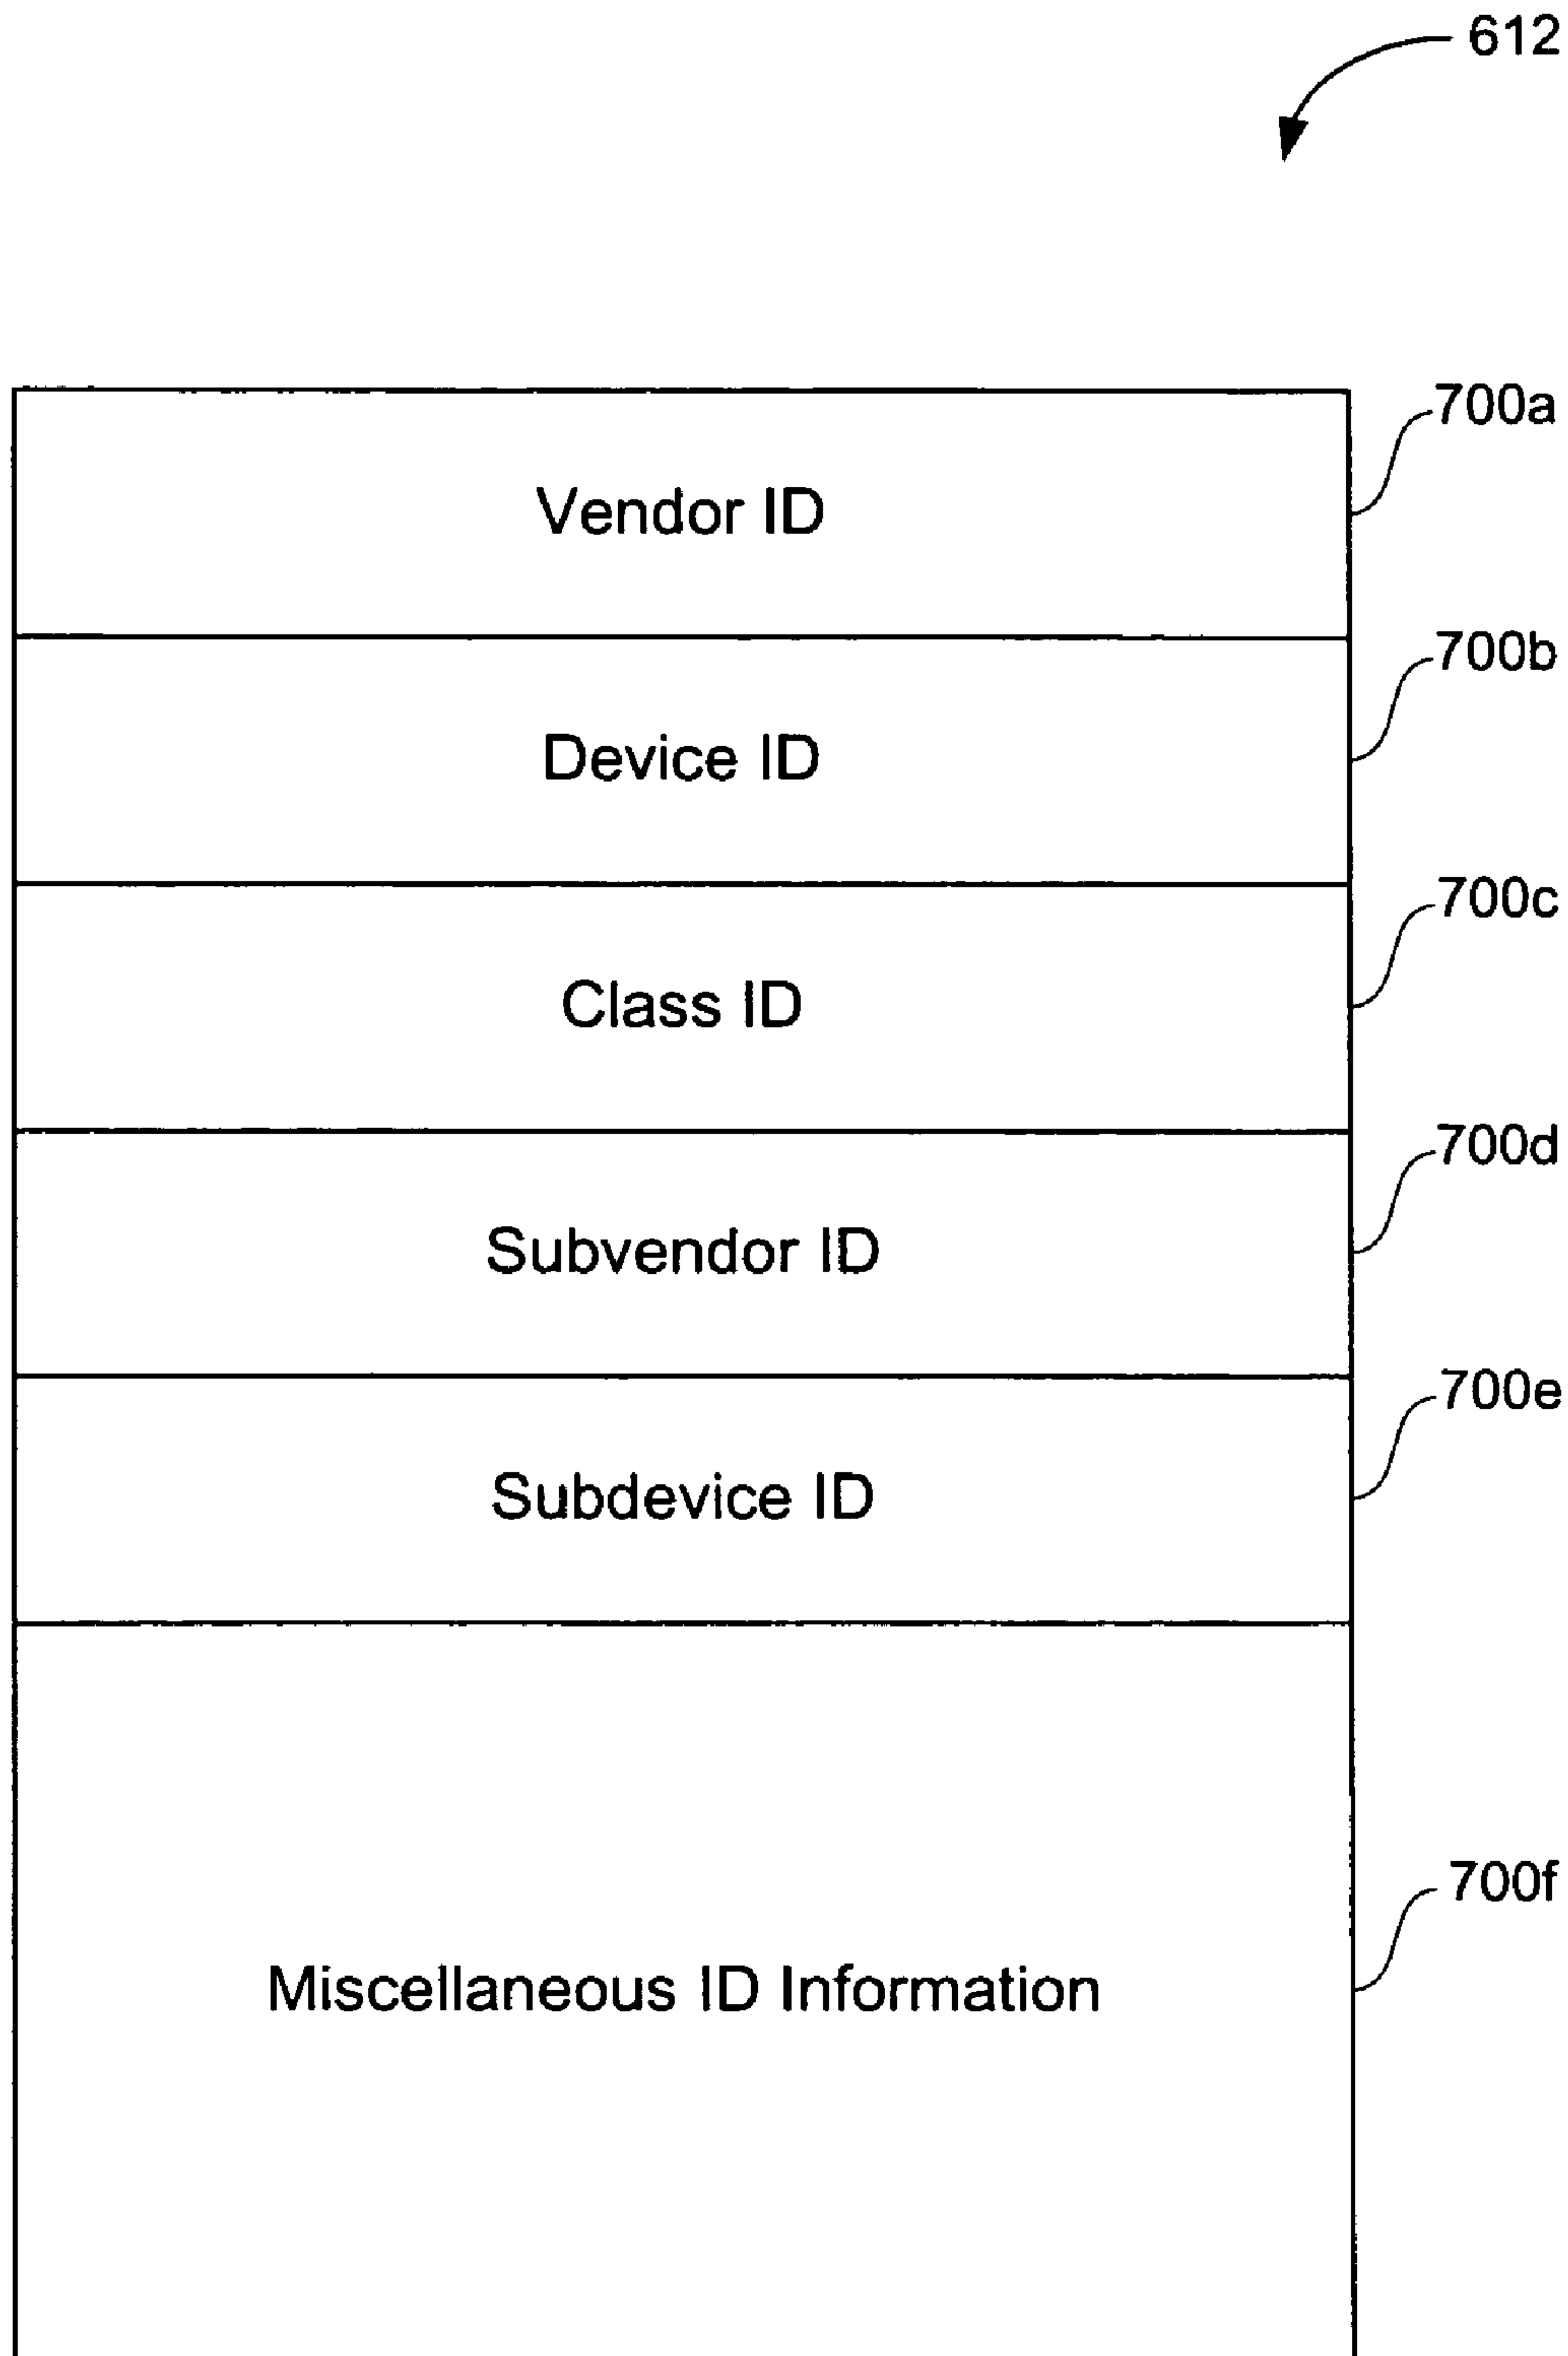 612
700a
Vendor ID
700b
Device ID
700c
Class ID
700d
Subvendor ID
700e
Subdevice ID
700f
Miscellaneous ID Information